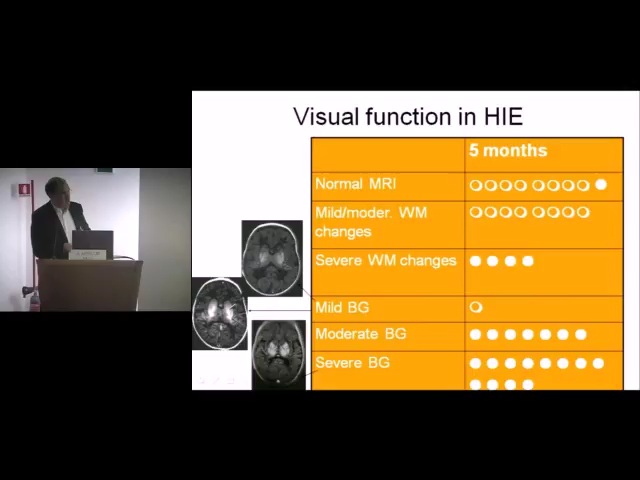 Visual function in HIE
5 months
Normal MRI
Mild/moder. WM
changes
Severe WM changes
Mild BG
Moderate BG
Severe BG